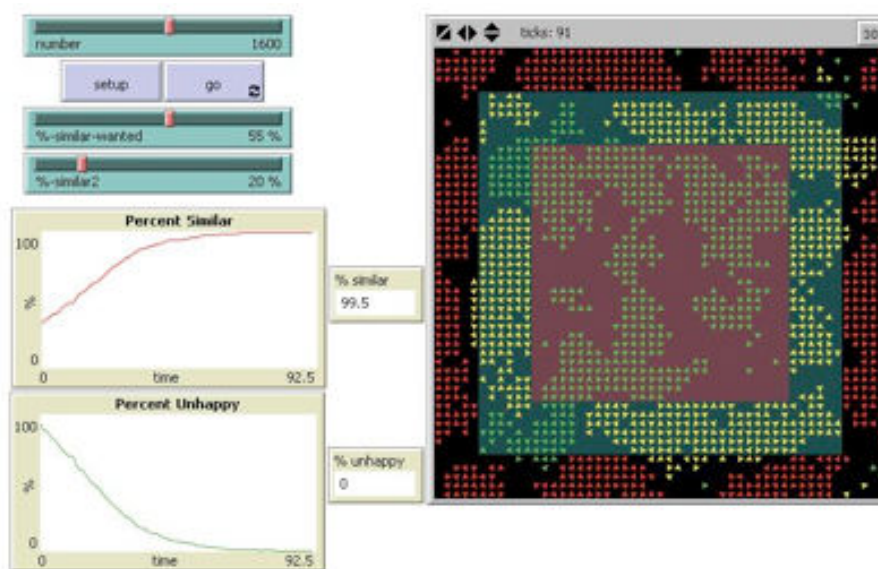 number 1600
setup go
%-similar-wanted 55 %
%-similar2 20 %
Percent Similar
100
%
0
0 time 92.5
% similar
99.5
Percent Unhappy
100
%
0
0 time 92.5
% unhappy
0
ticks: 91